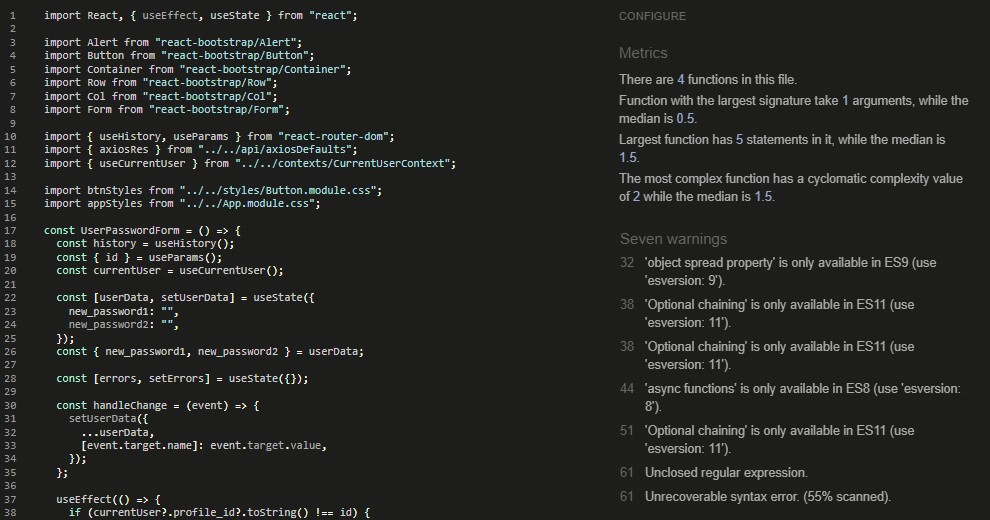 1 import React, { useEffect, useState } from "react";
2
3 import Alert from "react-bootstrap/Alert";
4 import Button from "react-bootstrap/Button";
5 import Container from "react-bootstrap/Container";
6 import Row from "react-bootstrap/Row";
7 import Col from "react-bootstrap/Col";
8 import Form from "react-bootstrap/Form";
9
10 import { useHistory, useParams } from "react-router-dom";
11 import { axiosRes } from "../../api/axiosDefaults";
12 import { useCurrentUser } from "../../contexts/CurrentUserContext";
13
14 import btnStyles from "../../styles/Button.module.css";
15 import appStyles from "../../App.module.css";
16
17 const UserPasswordForm = () => {
18 const history = useHistory();
19 const { id } = useParams();
20 const currentUser = useCurrentUser();
21
22 const [userData, setUserData] = useState({
23 new_password1: "",
24 new_password2: "",
25 });
26 const { new_password1, new_password2 } = userData;
27
28 const [errors, setErrors] = useState({});
29
30 const handleChange = (event) => {
31 setUserData({
32 ...userData,
33 [event.target.name]: event.target.value,
34 });
35 };
36
37 useEffect(() => {
38 if (currentUser?.profile_id?.toString() !== id) {
CONFIGURE
Metrics
There are 4 functions in this file.
Function with the largest signature take 1 arguments, while the
median is 0.5.
Largest function has 5 statements in it, while the median is
1.5.
The most complex function has a cyclomatic complexity value
of 2 while the median is 1.5.
Seven warnings
32 'object spread property' is only available in ES9 (use
'esversion: 9').
38 'Optional chaining' is only available in ES11 (use
'esversion: 11').
38 'Optional chaining' is only available in ES11 (use
'esversion: 11').
44 'async functions' is only available in ES8 (use 'esversion:
8').
51 'Optional chaining' is only available in ES11 (use
'esversion: 11').
61 Unclosed regular expression.
61 Unrecoverable syntax error. (55% scanned).